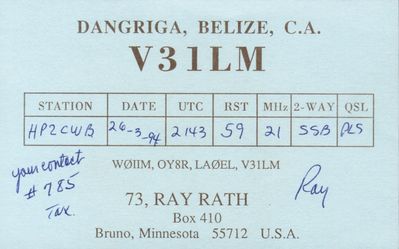 DANGRIGA, BELIZE, C.A.
V31LM
STATION DATE UTC RST MHz 2-WAY QSL
HP2CWB 26-3-94 2143 59 21 SSB PLS
WØIIM, OY8R, LAØEL, V31LM
your contact
# 785
Tax.
73, RAY RATH
Ray
Box 410
Bruno, Minnesota 55712 U.S.A.